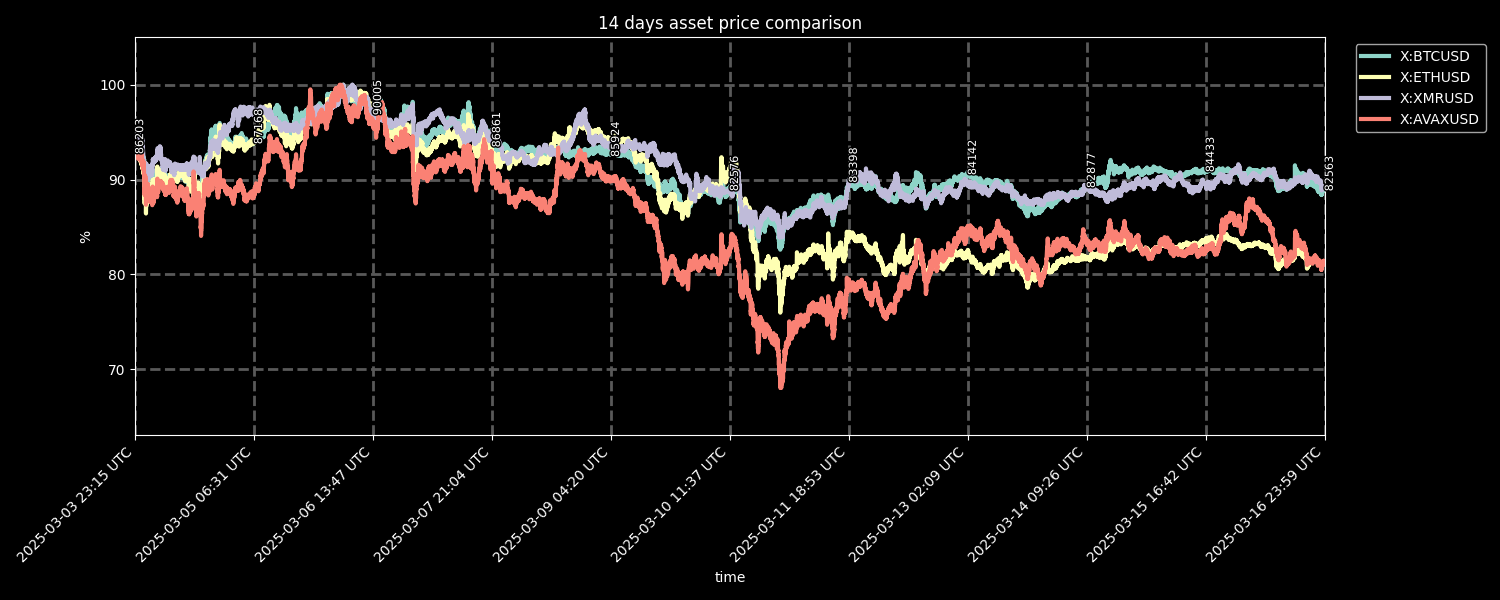 14 days asset price comparison
X:BTCUSD
X:ETHUSD
X:XMRUSD
X:AVAXUSD
100
90
80
70
%
86203
87168
90005
86861
85924
82576
83398
84142
82877
84433
82563
2025-03-03 23:15 UTC
2025-03-05 06:31 UTC
2025-03-06 13:47 UTC
2025-03-07 21:04 UTC
2025-03-09 04:20 UTC
2025-03-10 11:37 UTC
2025-03-11 18:53 UTC
2025-03-13 02:09 UTC
2025-03-14 09:26 UTC
2025-03-15 16:42 UTC
2025-03-16 23:59 UTC
time